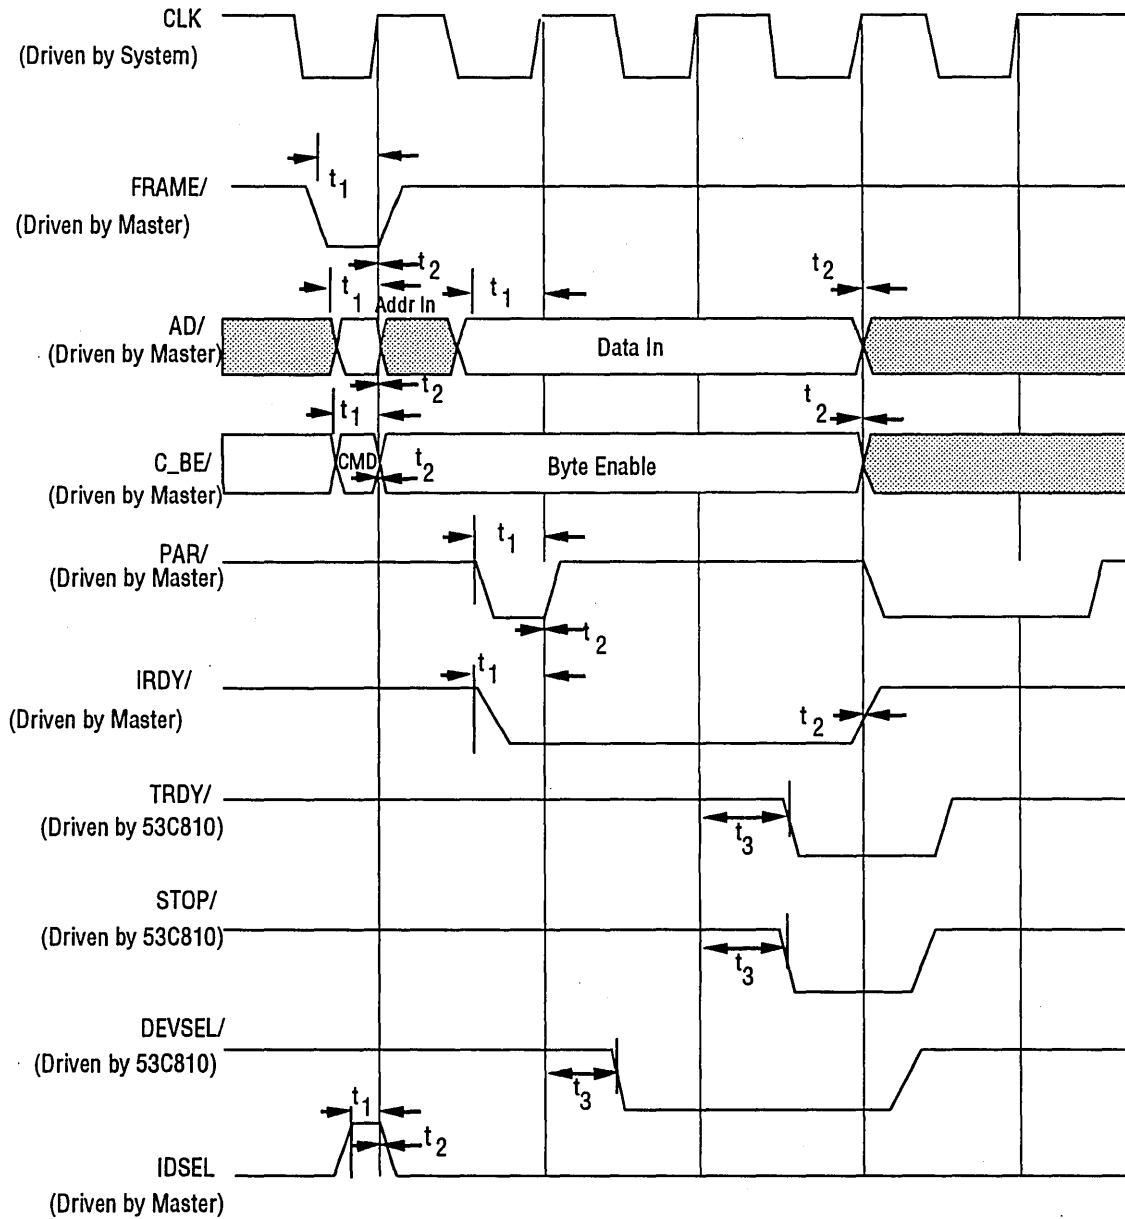 CLK
(Driven by System)
t1
FRAME/
(Driven by Master)
t2
t2
t1
t1
Addr In
AD/
(Driven by Master)
Data In
t2
t1
t2
C_BE/
(Driven by Master)
CMD
t2
Byte Enable
t1
PAR/
(Driven by Master)
t2
t1
IRDY/
(Driven by Master)
t2
TRDY/
(Driven by 53C810)
t3
STOP/
(Driven by 53C810)
t3
DEVSEL/
(Driven by 53C810)
t3
t1
t2
IDSEL
(Driven by Master)